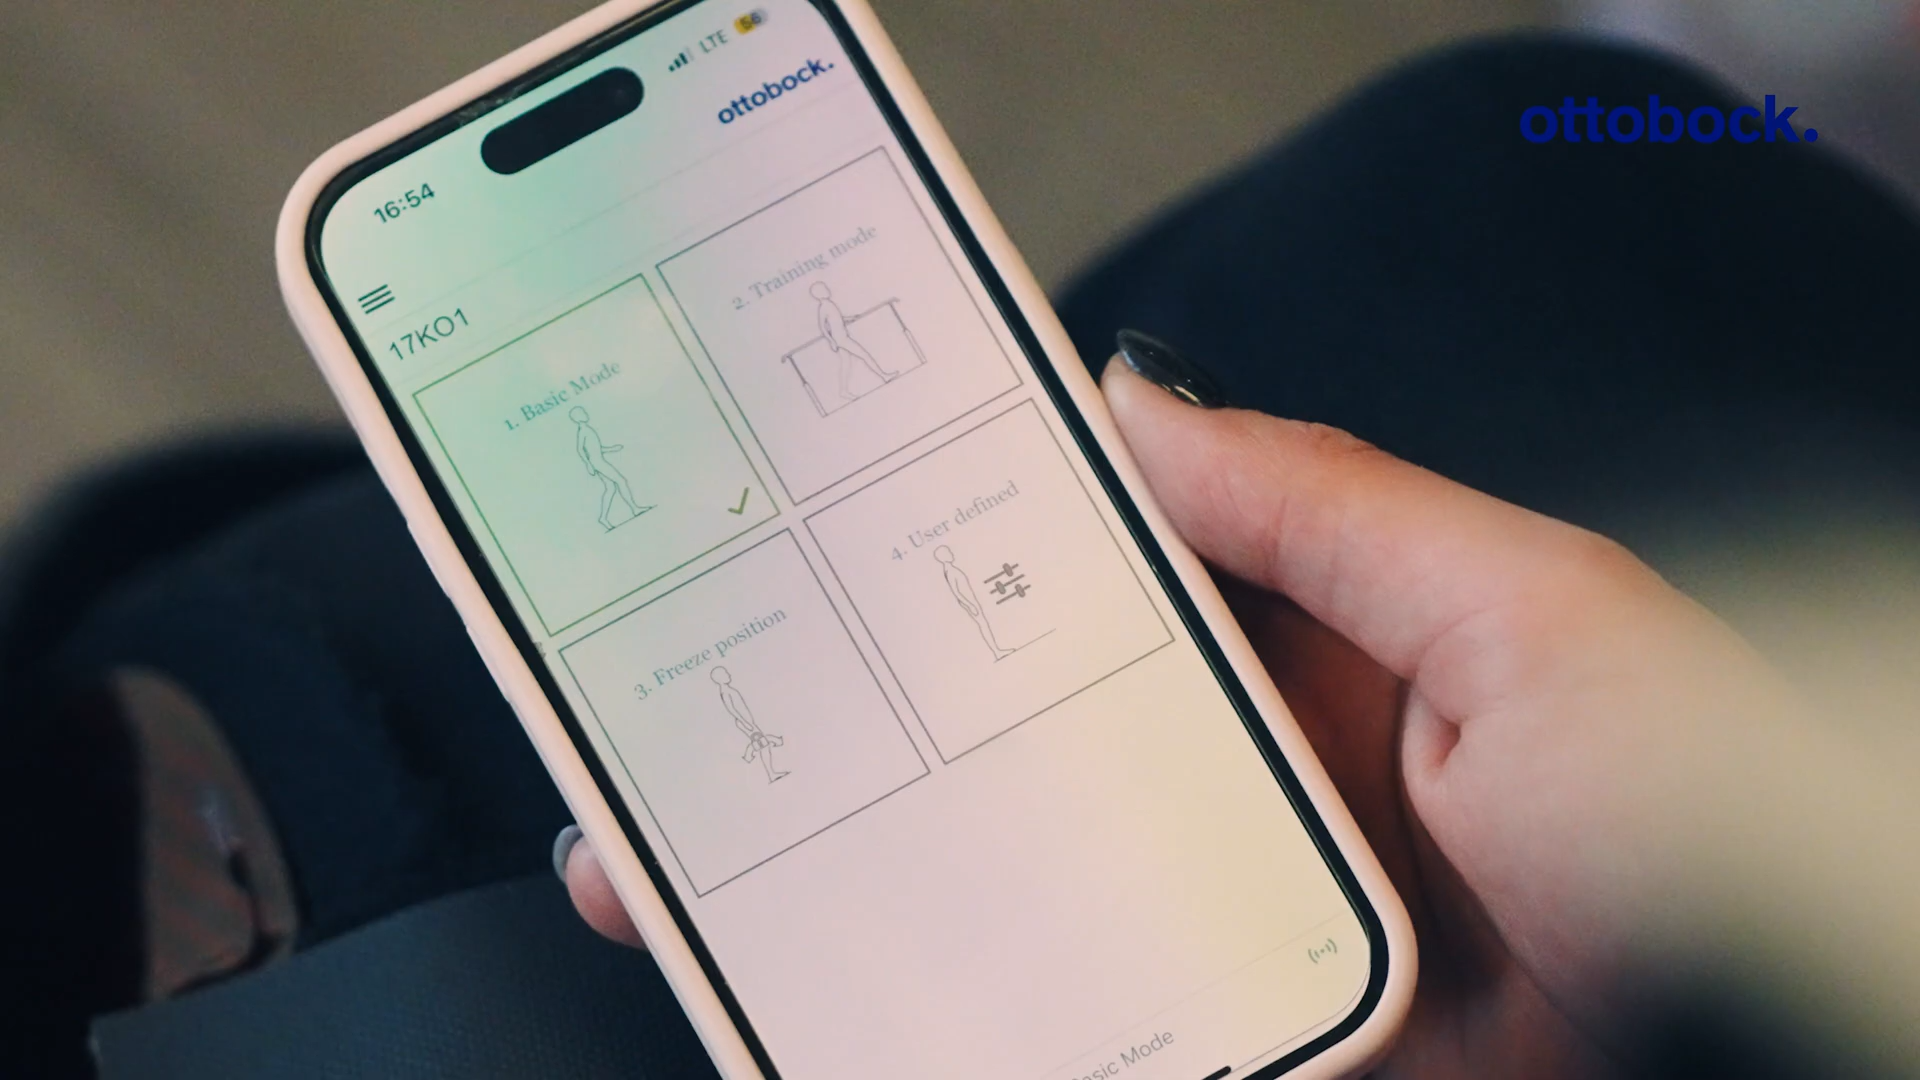 16:54
LTE 56
ottobock.
ottobock.
17KO1
1. Basic Mode
2. Training mode
3. Freeze position
4. User defined
Mode